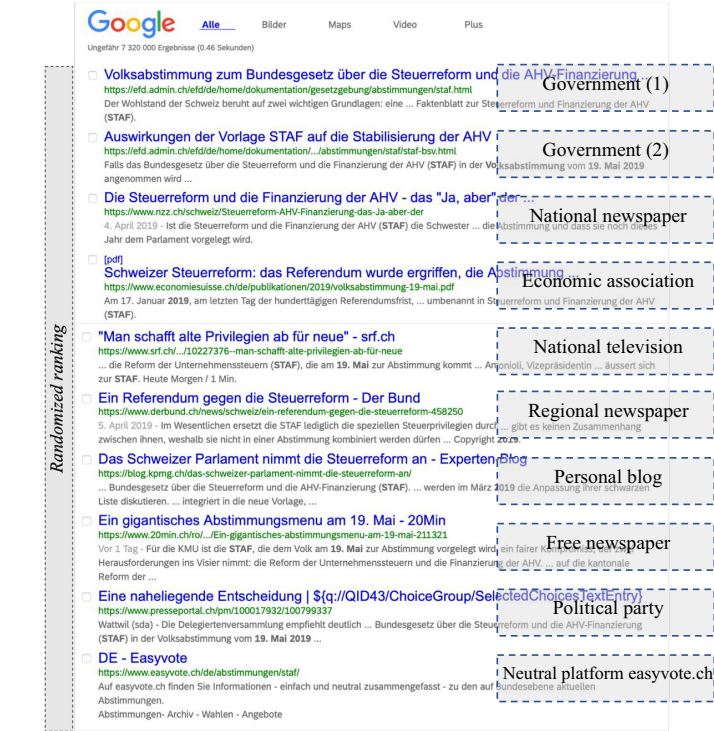 Google Alle Bilder Maps Video Plus
Ungefähr 7 320 000 Ergebnisse (0.46 Sekunden)
Randomized ranking
Volksabstimmung zum Bundesgesetz über die Steuerreform und die AHV-Finanzierung ...
Government (1)
https://efd.admin.ch/efd/de/home/dokumentation/gesetzgebung/abstimmungen/staf.html
Der Wohlstand der Schweiz beruht auf zwei wichtigen Grundlagen: eine ... Faktenblatt zur Steuerreform und Finanzierung der AHV
(STAF).
Auswirkungen der Vorlage STAF auf die Stabilisierung der AHV
Government (2)
https://efd.admin.ch/efd/de/home/dokumentation/.../abstimmungen/staf/staf-bsv.html
Falls das Bundesgesetz über die Steuerreform und die Finanzierung der AHV (STAF) in der Volksabstimmung vom 19. Mai 2019
angenommen wird ...
Die Steuerreform und die Finanzierung der AHV - das "Ja, aber" der ...
National newspaper
https://www.nzz.ch/schweiz/Steuerreform-AHV-Finanzierung-das-Ja-aber-der
4. April 2019 - Ist die Steuerreform und die Finanzierung der AHV (STAF) die Schwester ... die Abstimmung und dass sie noch dieses
Jahr dem Parlament vorgelegt wird.
[pdf]
Schweizer Steuerreform: das Referendum wurde ergriffen, die Abstimmung ...
Economic association
https://www.economiesuisse.ch/de/publikationen/2019/volksabstimmung-19-mai.pdf
Am 17. Januar 2019, am letzten Tag der hunderttägigen Referendumsfrist, ... umbenannt in Steuerreform und Finanzierung der AHV
(STAF).
"Man schafft alte Privilegien ab für neue" - srf.ch
National television
https://www.srf.ch/.../10227376--man-schafft-alte-privilegien-ab-für-neue
... die Reform der Unternehmenssteuern (STAF), die am 19. Mai zur Abstimmung kommt ... Antonioli, Vizepräsidentin ... äussert sich
zur STAF. Heute Morgen / 1 Min.
Ein Referendum gegen die Steuerreform - Der Bund
Regional newspaper
https://www.derbund.ch/news/schweiz/ein-referendum-gegen-die-steuerreform-458250
5. April 2019 - Im Wesentlichen ersetzt die STAF lediglich die speziellen Steuerprivilegien durch ... gibt es keinen Zusammenhang
zwischen ihnen, weshalb sie nicht in einer Abstimmung kombiniert werden dürfen ... Copyright 2019.
Das Schweizer Parlament nimmt die Steuerreform an - Experten-Blog
Personal blog
https://blog.kpmg.ch/das-schweizer-parlament-nimmt-die-steuerreform-an/
... Bundesgesetz über die Steuerreform und die AHV-Finanzierung (STAF). ... werden im März 2019 die Anpassung ihrer schwarzen
Liste diskutieren. ... integriert in die neue Vorlage, ...
Ein gigantisches Abstimmungsmenu am 19. Mai - 20Min
Free newspaper
https://www.20min.ch/ro/.../Ein-gigantisches-abstimmungsmenu-am-19-mai-211321
Vor 1 Tag - Für die KMU ist die STAF, die dem Volk am 19. Mai zur Abstimmung vorgelegt wird, ein fairer Kompromiss, der zwei
Herausforderungen ins Visier nimmt: die Reform der Unternehmenssteuern und die Finanzierung der AHV. ... auf die kantonale
Reform der ...
Eine naheliegende Entscheidung | ${q://QID43/ChoiceGroup/SelectedChoicesTextEntry}
Political party
https://www.presseportal.ch/pm/100017932/100799337
Wattwil (sda) - Die Delegiertenversammlung empfiehlt deutlich ... Bundesgesetz über die Steuerreform und die AHV-Finanzierung
(STAF) in der Volksabstimmung vom 19. Mai 2019 ...
DE - Easyvote
Neutral platform easyvote.ch
https://www.easyvote.ch/de/abstimmungen/staf/
Auf easyvote.ch finden Sie Informationen - einfach und neutral zusammengefasst - zu den auf Bundesebene aktuellen
Abstimmungen.
Abstimmungen- Archiv - Wahlen - Angebote